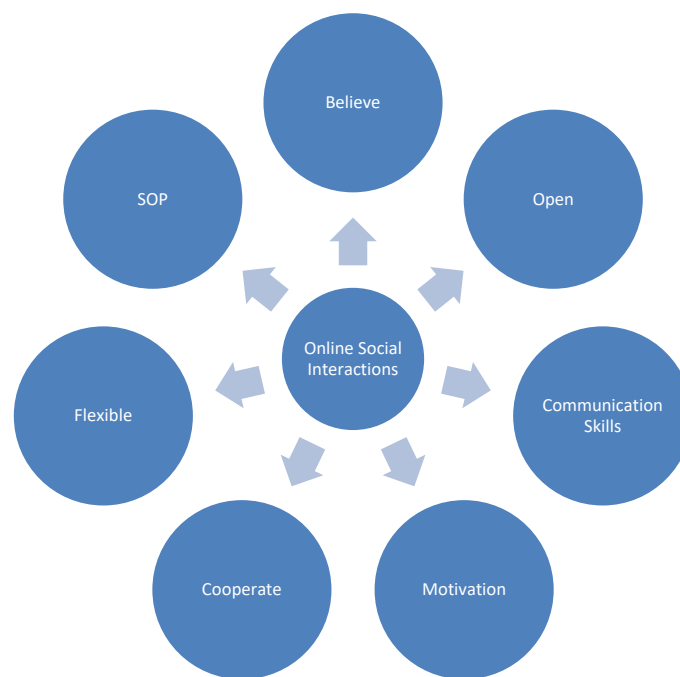 Believe
SOP
Open
Online Social
Interactions
Flexible
Communication
Skills
Cooperate
Motivation